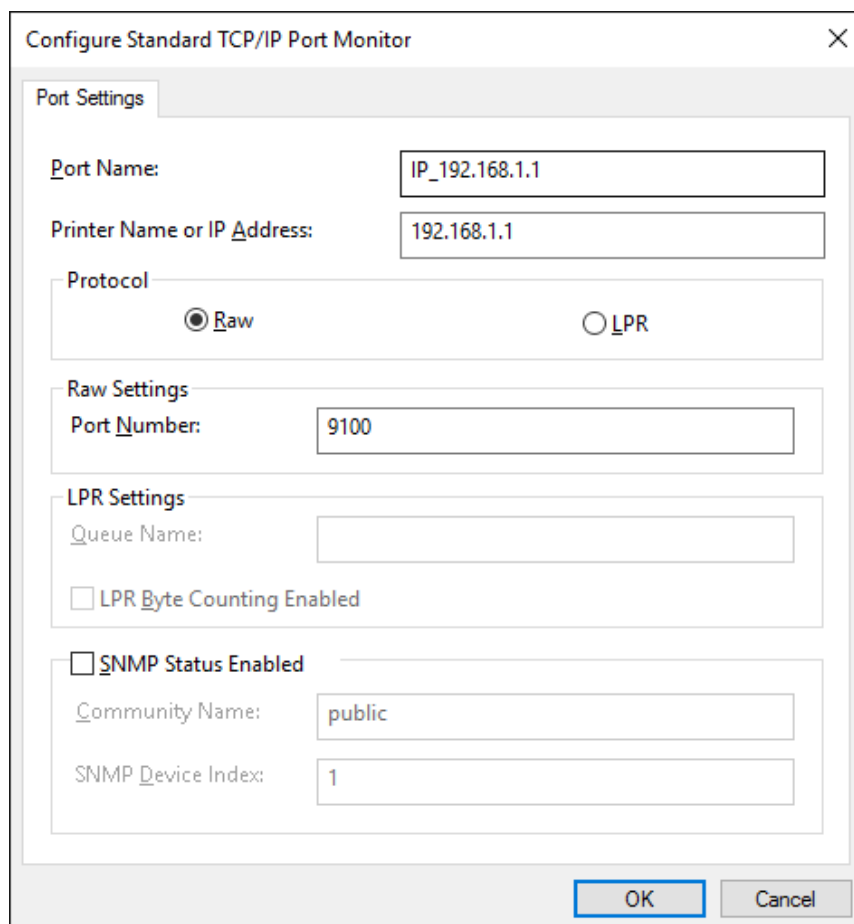 Configure Standard TCP/IP Port Monitor
Port Settings
Port Name: IP_192.168.1.1
Printer Name or IP Address: 192.168.1.1
Protocol
Raw LPR
Raw Settings
Port Number: 9100
LPR Settings
Queue Name:
LPR Byte Counting Enabled
SNMP Status Enabled
Community Name: public
SNMP Device Index: 1
OK Cancel